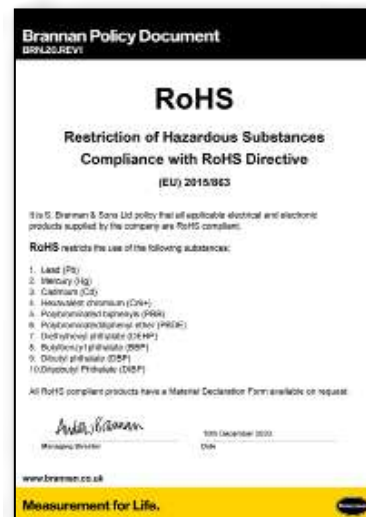 Brannan Policy Document
BRN.20.REV1
RoHS
Restriction of Hazardous Substances
Compliance with RoHS Directive
(EU) 2015/863
It is S. Brannan & Sons Ltd policy that all applicable electrical and electronic
products supplied by the company are RoHS compliant.
RoHS restricts the use of the following substances:
1. Lead (Pb)
2. Mercury (Hg)
3. Cadmium (Cd)
4. Hexavalent chromium (Cr6+)
5. Polybrominated biphenyls (PBB)
6. Polybrominated diphenyl ether (PBDE)
7. Diethylhexyl phthalate (DEHP)
8. Butylbenzyl phthalate (BBP)
9. Dibutyl phthalate (DBP)
10. Diisobutyl Phthalate (DIBP)
All RoHS compliant products have a Material Declaration Form available on request
Brannan
December
Managing Director
Date
www.brannan.co.uk
Measurement for Life.